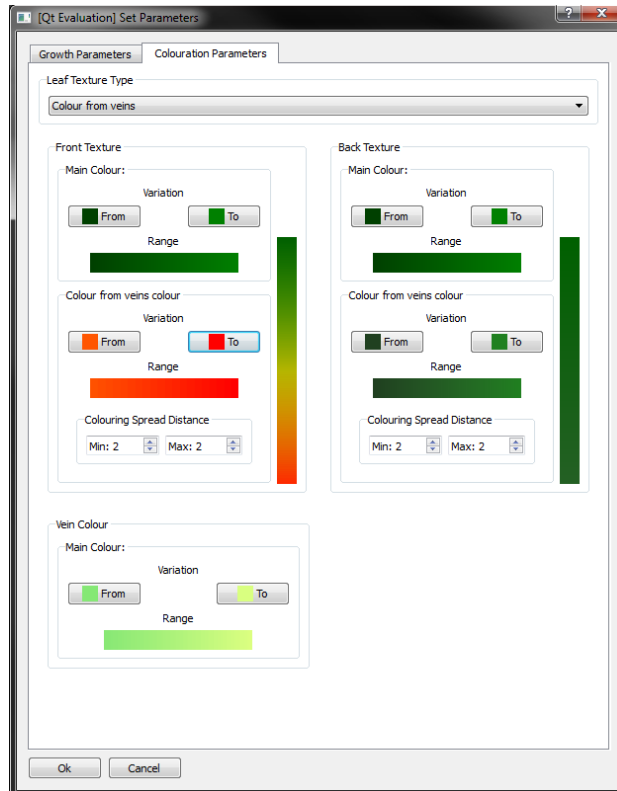 [Qt Evaluation] Set Parameters
Growth Parameters Colouration Parameters
Leaf Texture Type
Colour from veins
Front Texture
Main Colour:
Variation
From To
Range
Colour from veins colour
Variation
From To
Range
Colouring Spread Distance
Min: 2 Max: 2
Back Texture
Main Colour:
Variation
From To
Range
Colour from veins colour
Variation
From To
Range
Colouring Spread Distance
Min: 2 Max: 2
Vein Colour
Main Colour:
Variation
From To
Range
Ok Cancel